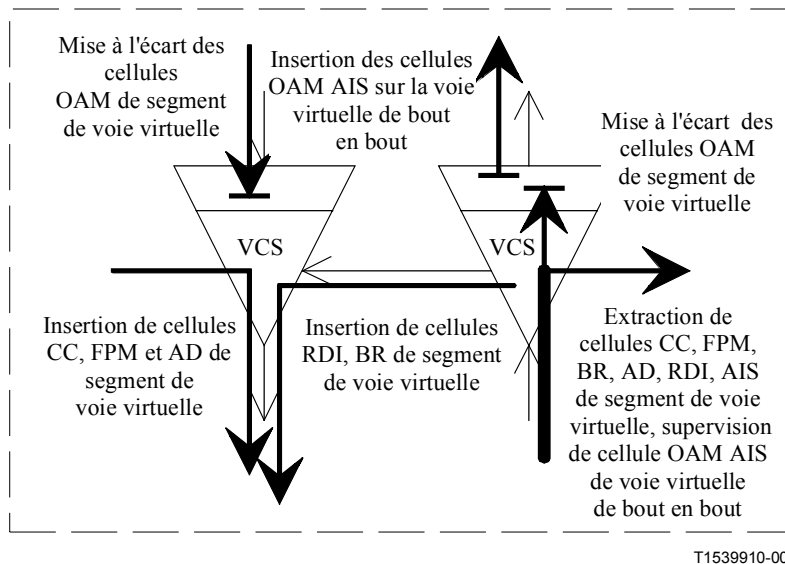 Mise à l'écart des
cellules
OAM de segment
de voie virtuelle
Insertion des cellules
OAM AIS sur la voie
virtuelle de bout
en bout
Mise à l'écart des
cellules OAM
de segment de
voie virtuelle
VCS
VCS
Insertion de cellules
CC, FPM et AD de
segment de
voie virtuelle
Insertion de cellules
RDI, BR de segment
de voie virtuelle
Extraction de
cellules CC, FPM,
BR, AD, RDI, AIS
de segment de voie
virtuelle, supervision
de cellule OAM AIS
de voie virtuelle
de bout en bout
T1539910-00